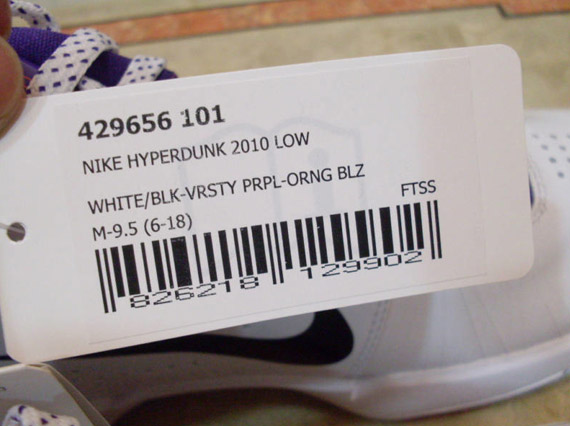 429656 101
NIKE HYPERDUNK 2010 LOW
WHITE/BLK-VRSTY PRPL-ORNG BLZ
FTSS
M-9.5 (6-18)
826218 129902